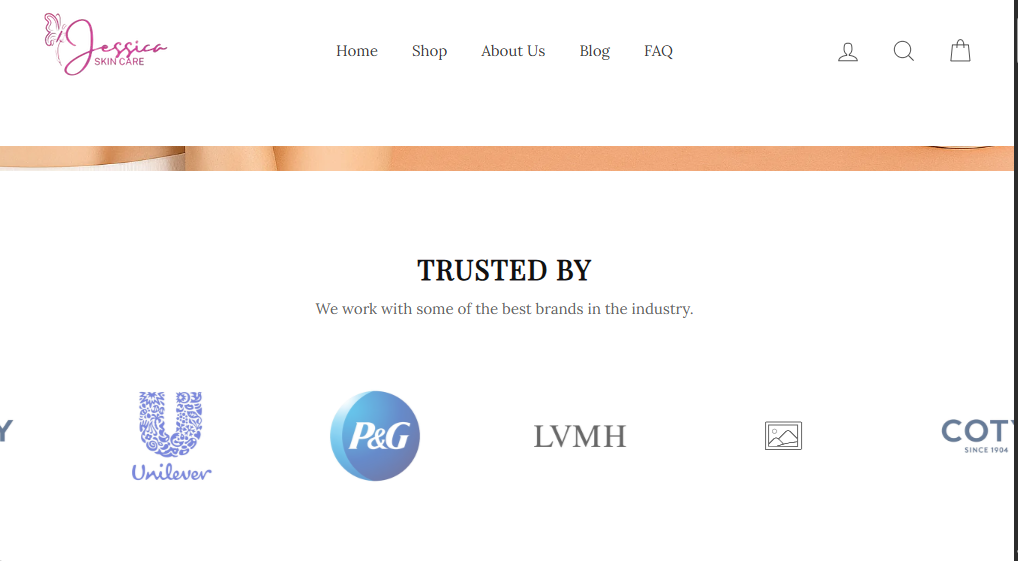 Jessica
SKIN CARE
Home Shop About Us Blog FAQ
TRUSTED BY
We work with some of the best brands in the industry.
Y
Unilever
P&G
LVMH
COTY
SINCE 1904